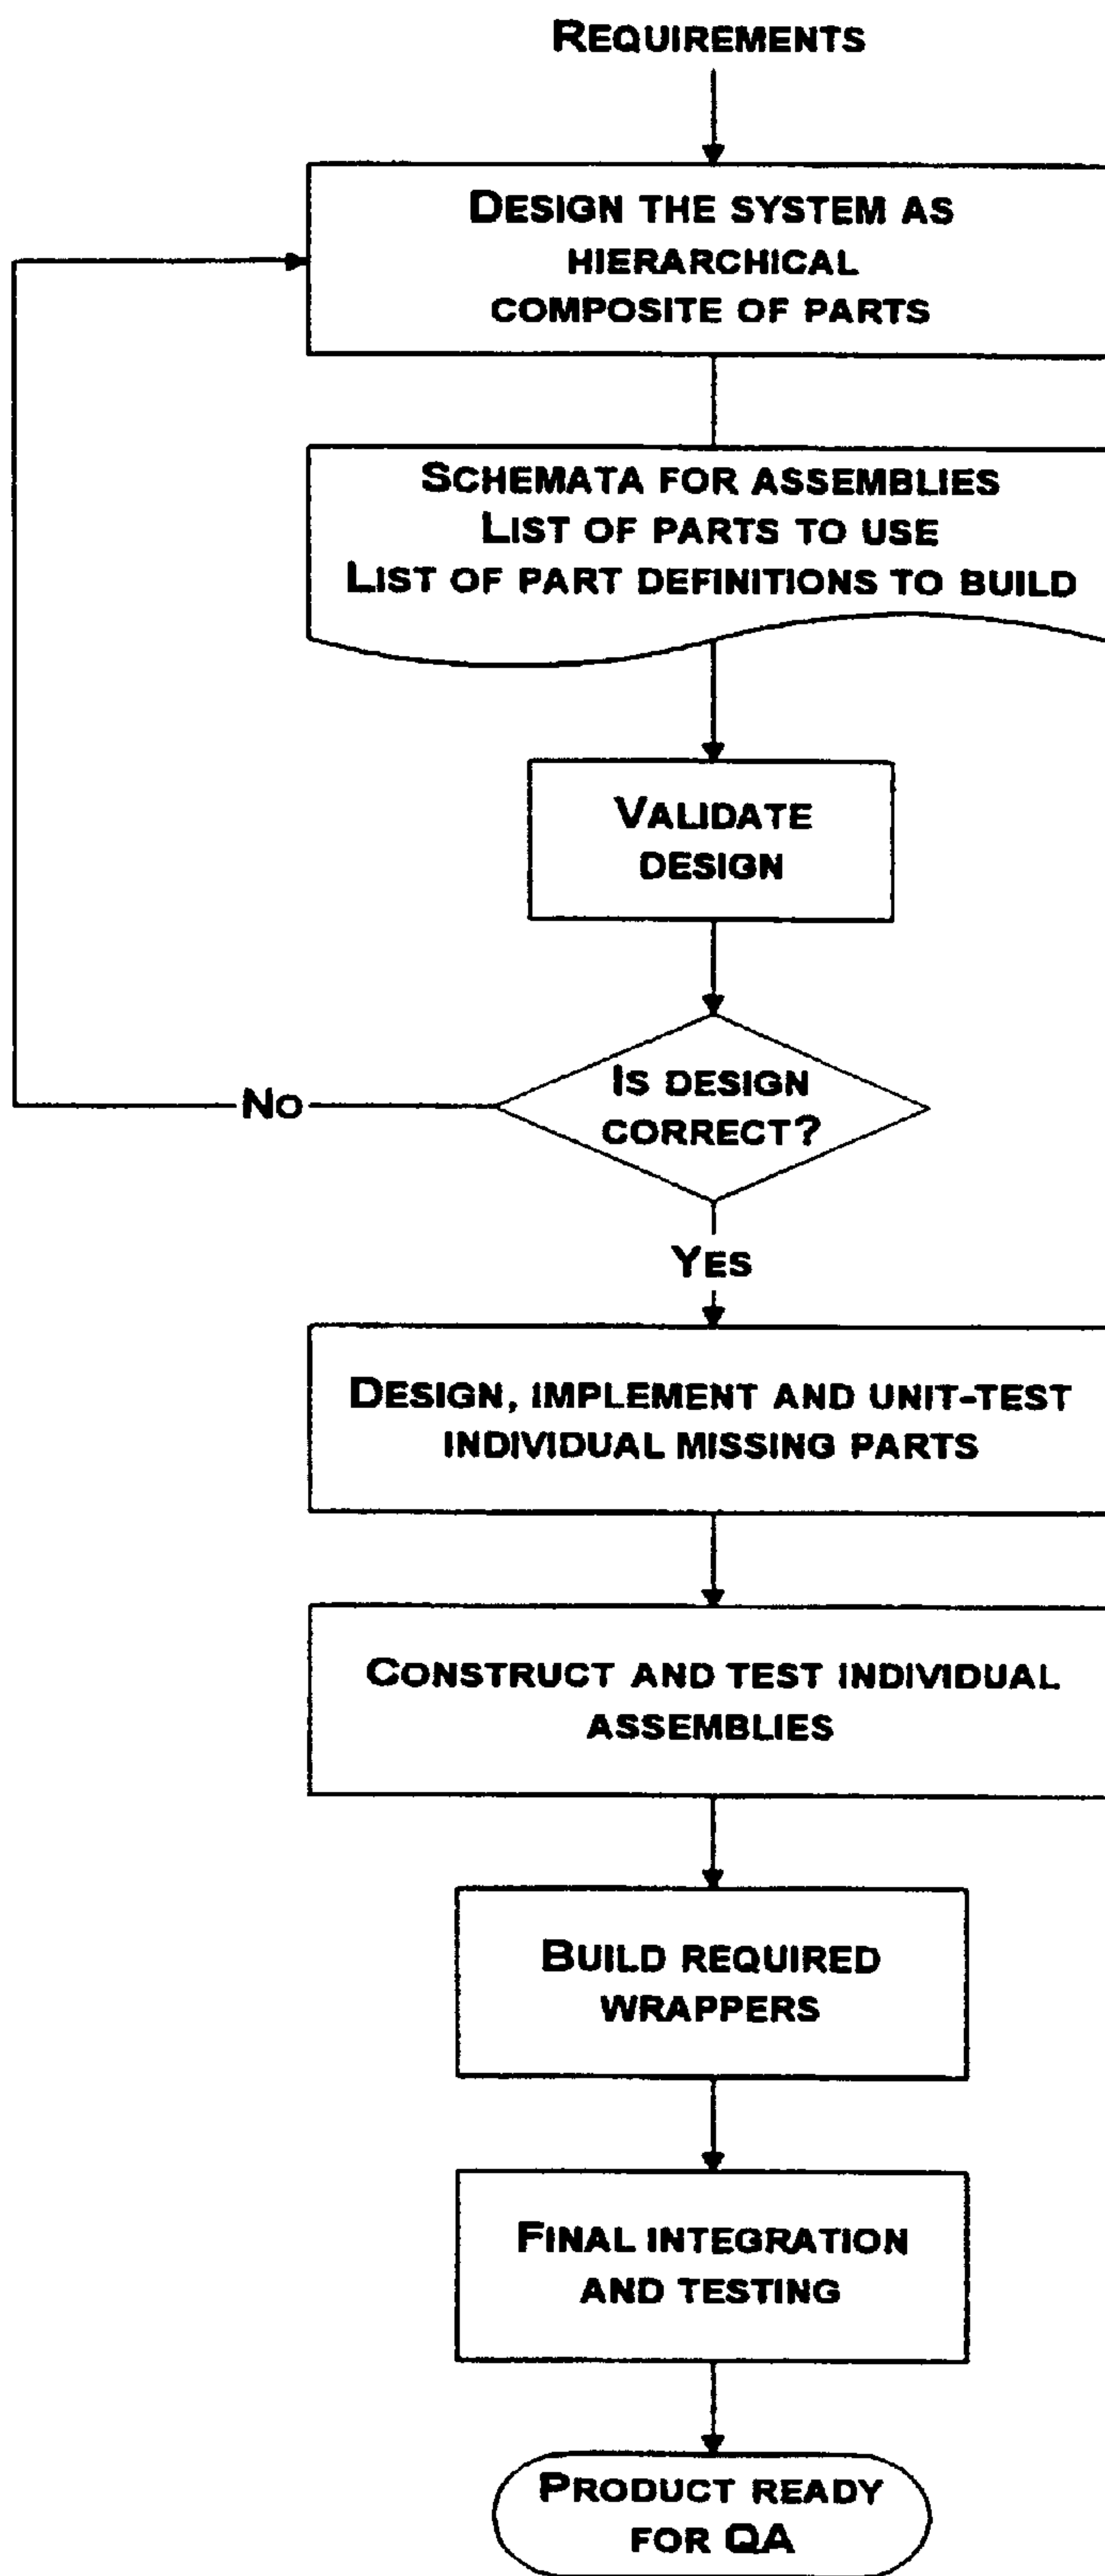 REQUIREMENTS
DESIGN THE SYSTEM AS
HIERARCHICAL
COMPOSITE OF PARTS
SCHEMATA FOR ASSEMBLIES
LIST OF PARTS TO USE
LIST OF PART DEFINITIONS TO BUILD
VALIDATE
DESIGN
IS DESIGN
CORRECT?
NO
YES
DESIGN, IMPLEMENT AND UNIT-TEST
INDIVIDUAL MISSING PARTS
CONSTRUCT AND TEST INDIVIDUAL
ASSEMBLIES
BUILD REQUIRED
WRAPPERS
FINAL INTEGRATION
AND TESTING
PRODUCT READY
FOR QA